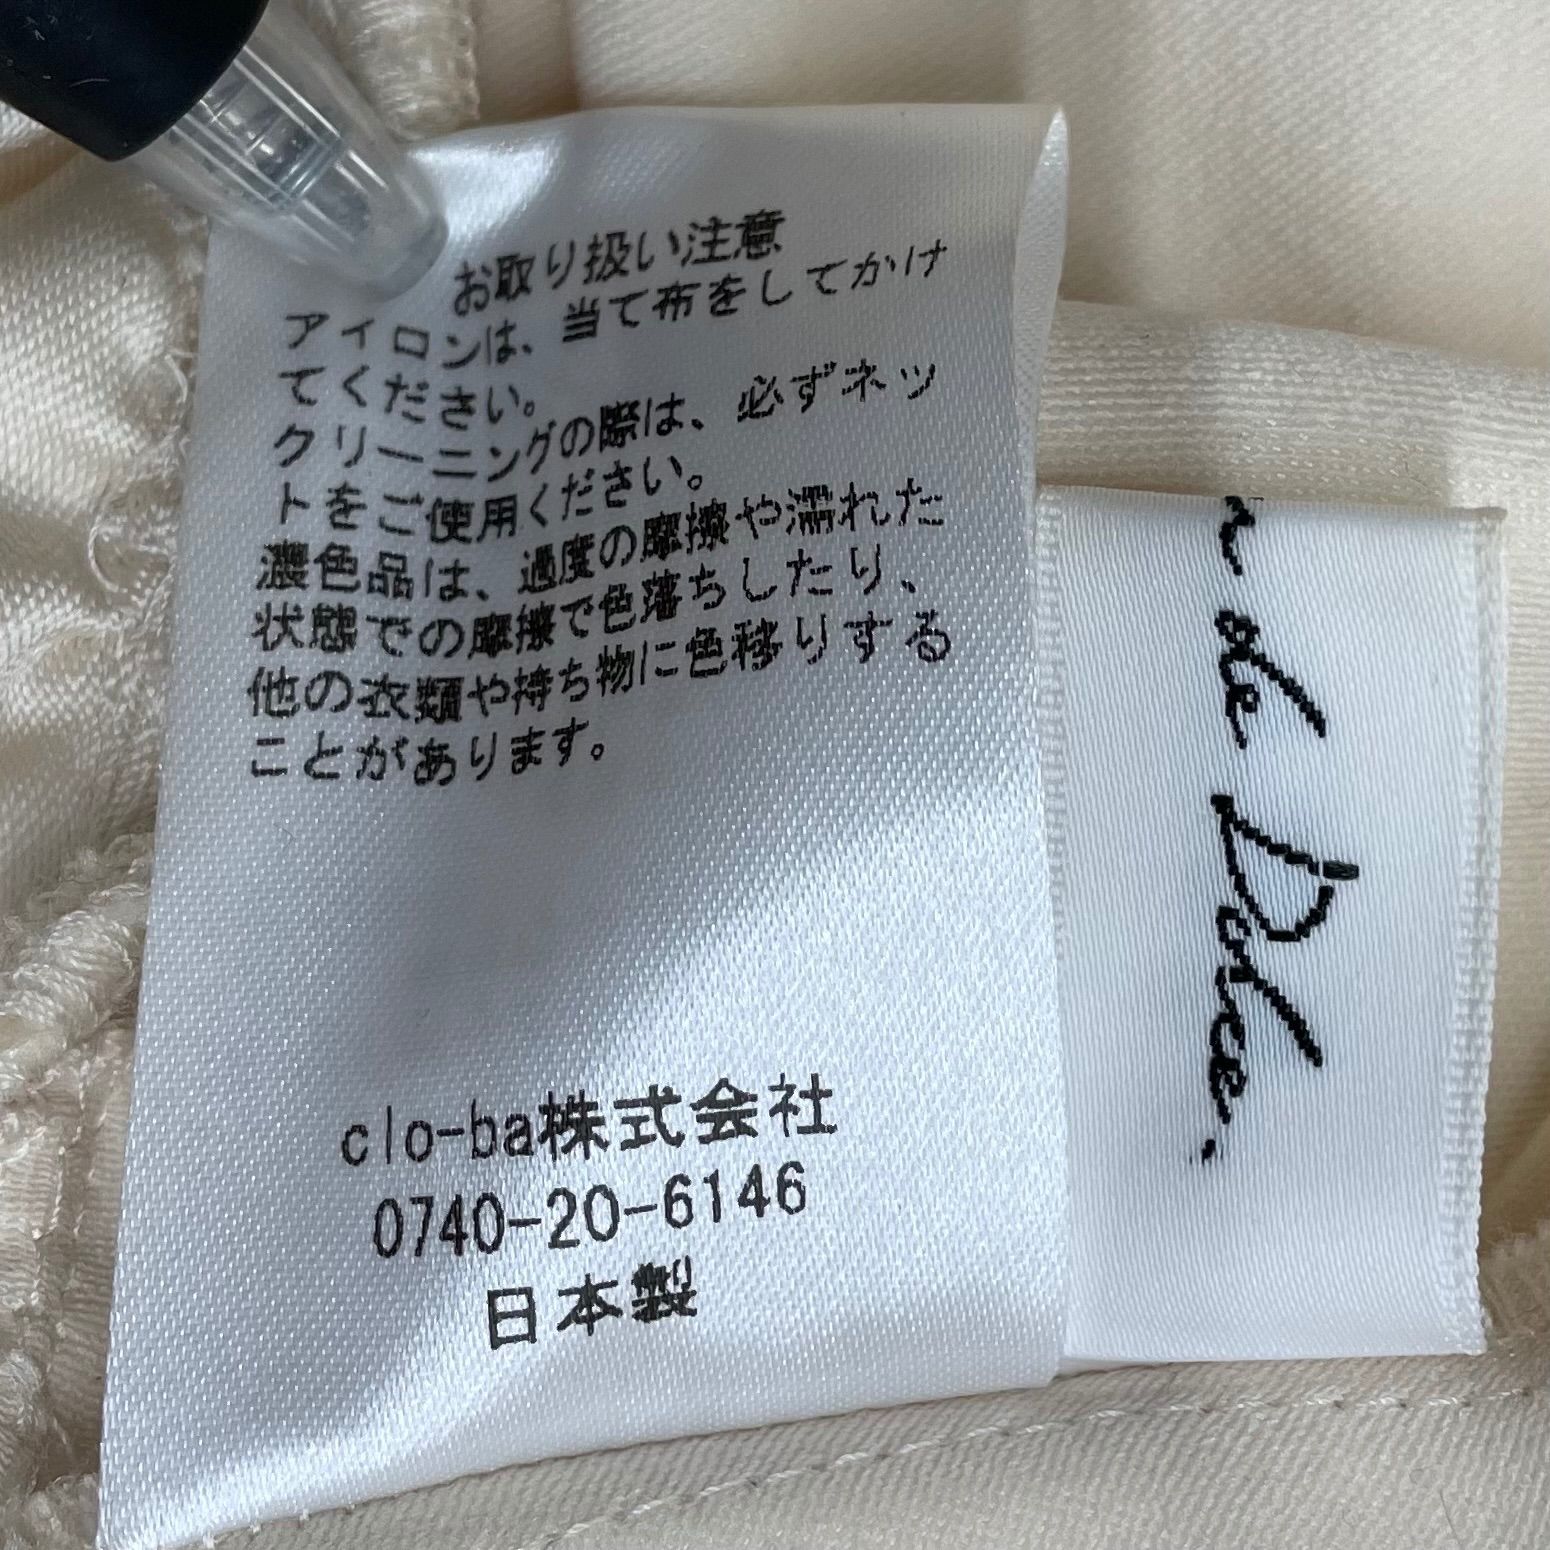 お取り扱い注意
アイロンは、当て布をしてかけ
てください。
クリーニングの際は、必ずネッ
トをご使用ください。
濃色品は、過度の摩擦や濡れた
状態での摩擦で色落ちしたり、
他の衣類や持ち物に色移りする
ことがあります。
clo-ba株式会社
0740-20-6146
日本製